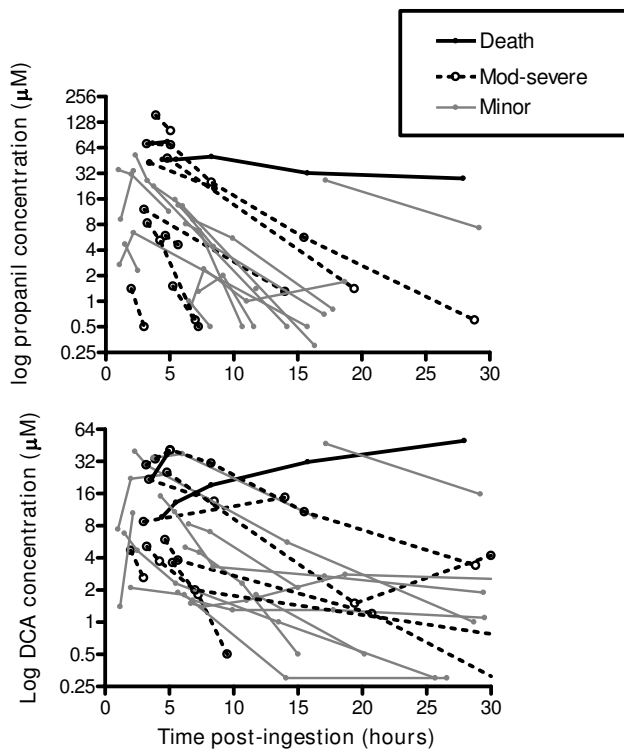 Death
Mod-severe
Minor
log propanil concentration (µM)
256
128
64
32
16
8
4
2
1
0.5
0.25
0 5 10 15 20 25 30
Log DCA concentration (µM)
64
32
16
8
4
2
1
0.5
0.25
0 5 10 15 20 25 30
Time post-ingestion (hours)